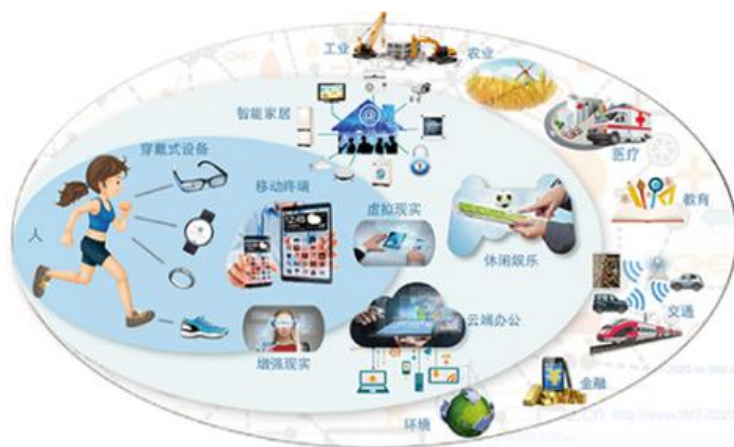 工业
农业
智能家居
医疗
穿戴式设备
移动终端
虚拟现实
教育
人
休闲娱乐
交通
云端办公
增强现实
金融
环境